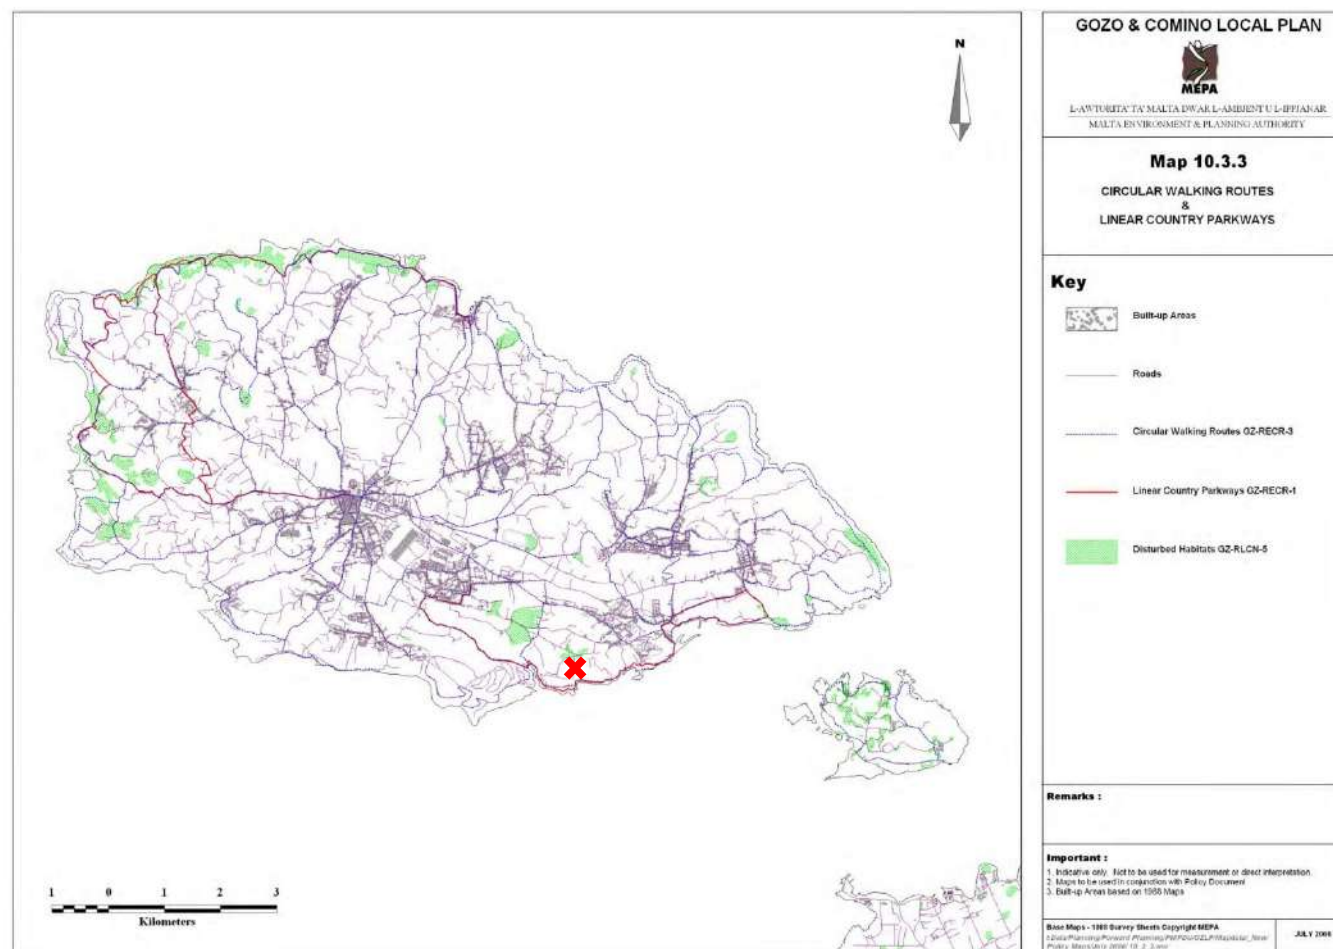 N
1 0 1 2 3
Kilometers
GOZO & COMINO LOCAL PLAN
MEPA
L-AWTORITA' TA' MALTA DWAR L-AMBJENT U L-IPPJANAR
MALTA ENVIRONMENT & PLANNING AUTHORITY
Map 10.3.3
CIRCULAR WALKING ROUTES
&
LINEAR COUNTRY PARKWAYS
Key
Built-up Areas
Roads
Circular Walking Routes GZ-RECR-3
Linear Country Parkways GZ-RECR-1
Disturbed Habitats GZ-RLCN-5
Remarks :
Important :
1. Indicative only. Not to be used for measurement or direct interpretation.
2. Maps to be used in conjunction with Policy Document
3. Built-up Areas based on 1988 Maps
Base Maps - 1988 Survey Sheets Copyright MEPA
JULY